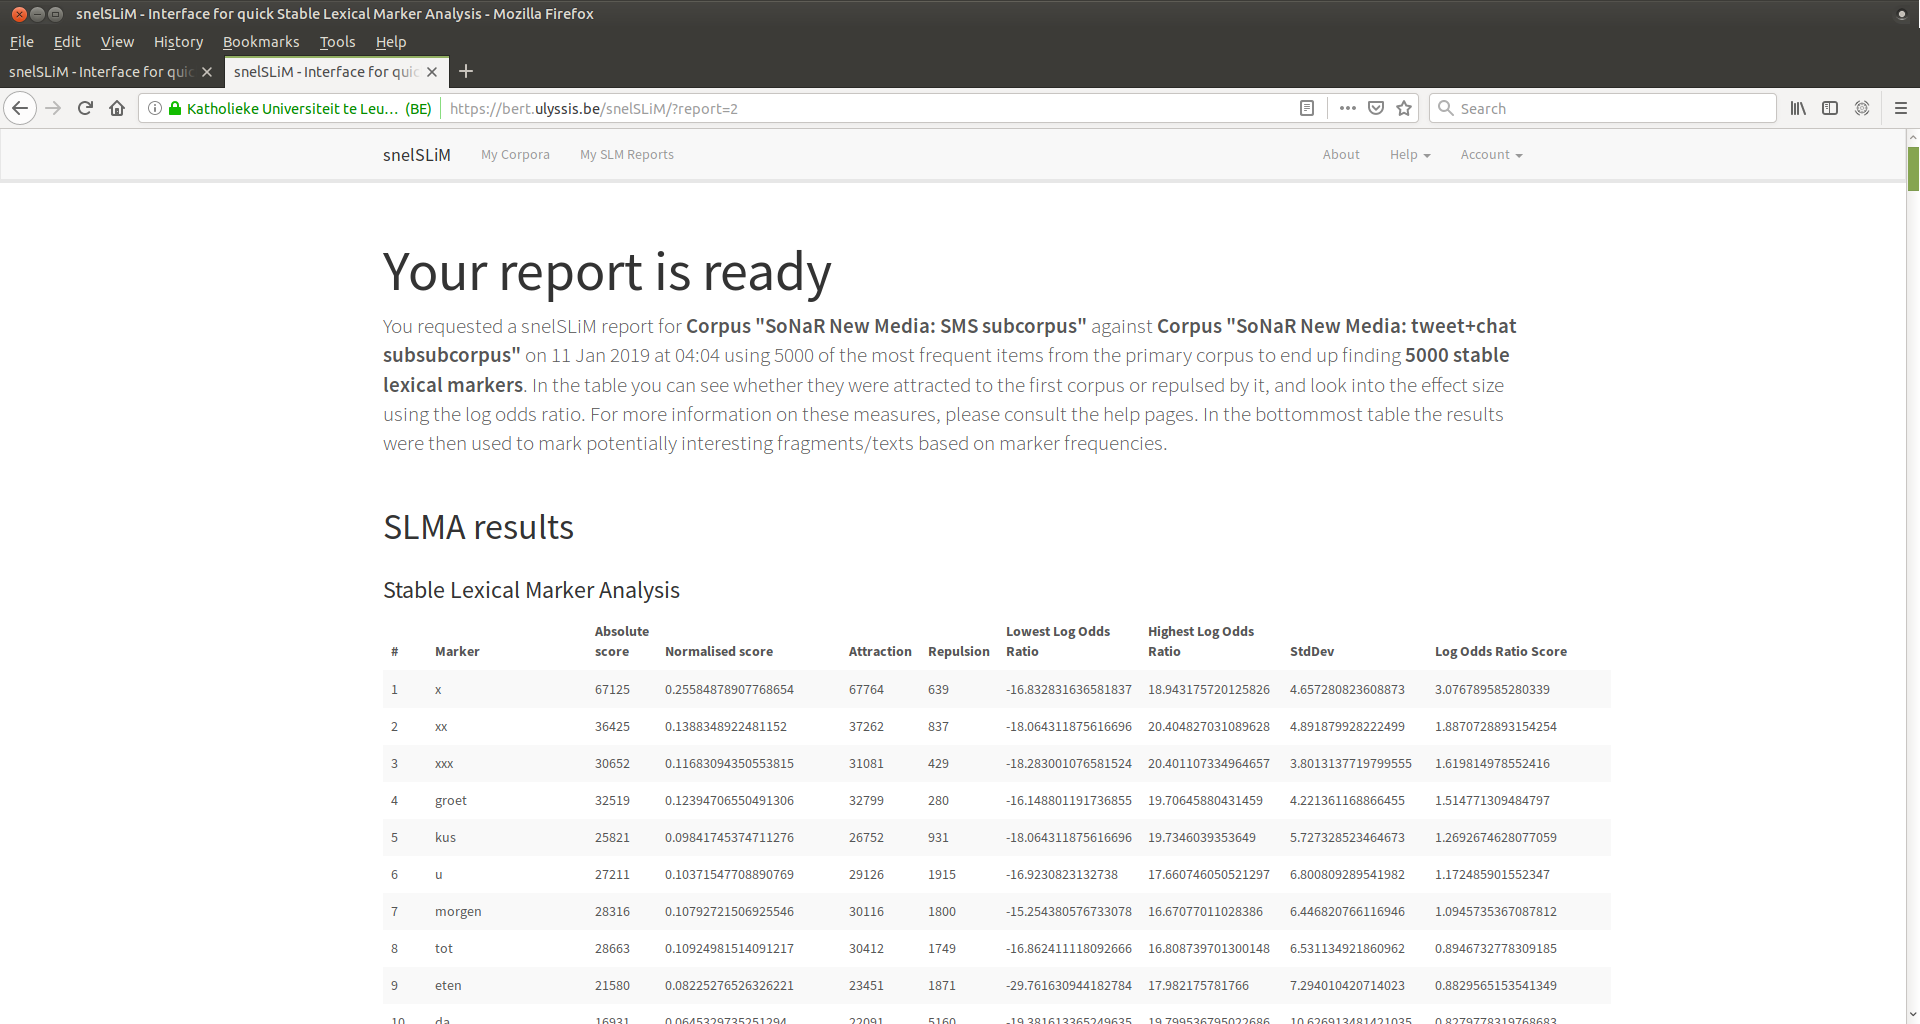 snelSLiM - Interface for quick Stable Lexical Marker Analysis - Mozilla Firefox
File Edit View History Bookmarks Tools Help
snelSLiM - Interface for quic snelSLiM - Interface for quic
Katholieke Universiteit te Leu… (BE) https://bert.ulyssis.be/snelSLiM/?report=2 Search
snelSLiM My Corpora My SLM Reports About Help Account
Your report is ready
You requested a snelSLiM report for Corpus "SoNaR New Media: SMS subcorpus" against Corpus "SoNaR New Media: tweet+chat
subsubcorpus" on 11 Jan 2019 at 04:04 using 5000 of the most frequent items from the primary corpus to end up finding 5000 stable
lexical markers. In the table you can see whether they were attracted to the first corpus or repulsed by it, and look into the effect size
using the log odds ratio. For more information on these measures, please consult the help pages. In the bottommost table the results
were then used to mark potentially interesting fragments/texts based on marker frequencies.
SLMA results
Stable Lexical Marker Analysis
# Marker Absolute score Normalised score Attraction Repulsion Lowest Log Odds Ratio Highest Log Odds Ratio StdDev Log Odds Ratio Score
1 x 67125 0.25584878907768654 67764 639 -16.832831636581837 18.943175720125826 4.657280823608873 3.076789585280339
2 xx 36425 0.1388348922481152 37262 837 -18.064311875616696 20.404827031089628 4.891879928222499 1.8870728893154254
3 xxx 30652 0.11683094350553815 31081 429 -18.283001076581524 20.401107334964657 3.8013137719799555 1.619814978552416
4 groet 32519 0.12394706550491306 32799 280 -16.148801191736855 19.70645880431459 4.221361168866455 1.514771309484797
5 kus 25821 0.09841745374711276 26752 931 -18.064311875616696 19.7346039353649 5.727328523464673 1.2692674628077059
6 u 27211 0.10371547708890769 29126 1915 -16.9230823132738 17.660746050521297 6.800809289541982 1.172485901552347
7 morgen 28316 0.10792721506925546 30116 1800 -15.254380576733078 16.67077011028386 6.446820766116946 1.0945735367087812
8 tot 28663 0.10924981514091217 30412 1749 -16.862411118092666 16.808739701300148 6.531134921860962 0.8946732778309185
9 eten 21580 0.08225276526326221 23451 1871 -29.761630944182784 17.982175781766 7.294010420714023 0.8829565153541349
10 da 16931 0.0645329735251294 22091 5160 -19.381613365249635 19.799536795022686 10.626913481421035 0.8279778319768683